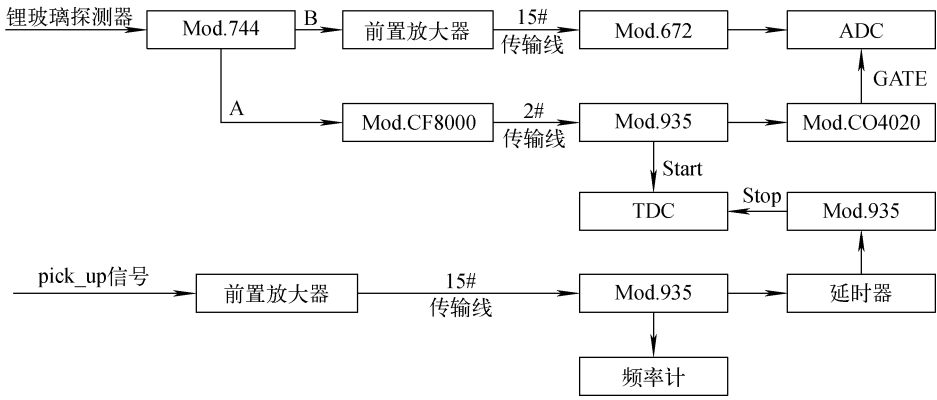 锂玻璃探测器
Mod.744
B
前置放大器
15#
传输线
Mod.672
ADC
A
Mod.CF8000
2#
传输线
Mod.935
Mod.CO4020
GATE
Start
TDC
Stop
Mod.935
pick_up信号
前置放大器
15#
传输线
Mod.935
延时器
频率计